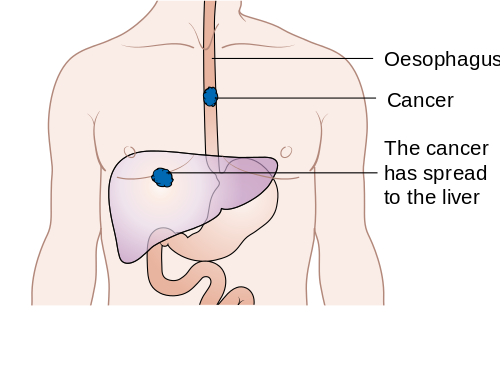 Oesophagus
Cancer
The cancer
has spread
to the liver